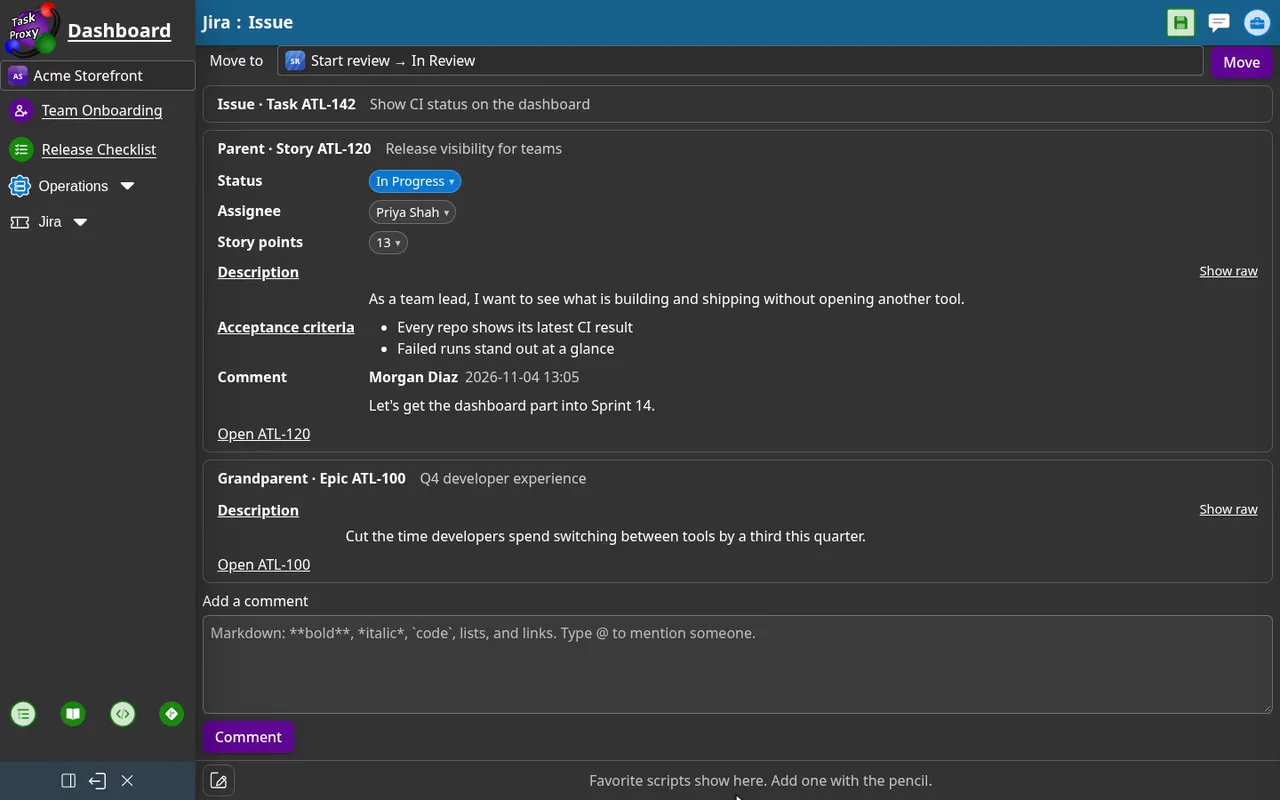 Task
Proxy
Dashboard
AS Acme Storefront
Team Onboarding
Release Checklist
Operations
Jira
Jira : Issue
Move to
SR Start review → In Review
Move
Issue · Task ATL-142 Show CI status on the dashboard
Parent · Story ATL-120 Release visibility for teams
Status In Progress ▾
Assignee Priya Shah ▾
Story points 13 ▾
Description Show raw
As a team lead, I want to see what is building and shipping without opening another tool.
Acceptance criteria • Every repo shows its latest CI result
• Failed runs stand out at a glance
Comment Morgan Diaz 2026-11-04 13:05
Let's get the dashboard part into Sprint 14.
Open ATL-120
Grandparent · Epic ATL-100 Q4 developer experience
Description Show raw
Cut the time developers spend switching between tools by a third this quarter.
Open ATL-100
Add a comment
Markdown: **bold**, *italic*, `code`, lists, and links. Type @ to mention someone.
Comment
Favorite scripts show here. Add one with the pencil.